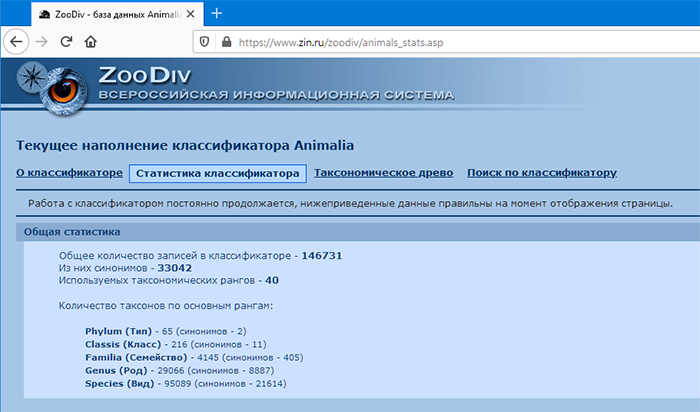 ZooDiv - база данных Animalia
https://www.zin.ru/zoodiv/animals_stats.asp
ZooDiv
ВСЕРОССИЙСКАЯ ИНФОРМАЦИОННАЯ СИСТЕМА
Текущее наполнение классификатора Animalia
О классификаторе Статистика классификатора Таксономическое древо Поиск по классификатору
Работа с классификатором постоянно продолжается, нижеприведенные данные правильны на момент отображения страницы.
Общая статистика
Общее количество записей в классификаторе - 146731
Из них синонимов - 33042
Используемых таксономических рангов - 40
Количество таксонов по основным рангам:
Phylum (Тип) - 65 (синонимов - 2)
Classis (Класс) - 216 (синонимов - 11)
Familia (Семейство) - 4145 (синонимов - 405)
Genus (Род) - 29066 (синонимов - 8887)
Species (Вид) - 95089 (синонимов - 21614)